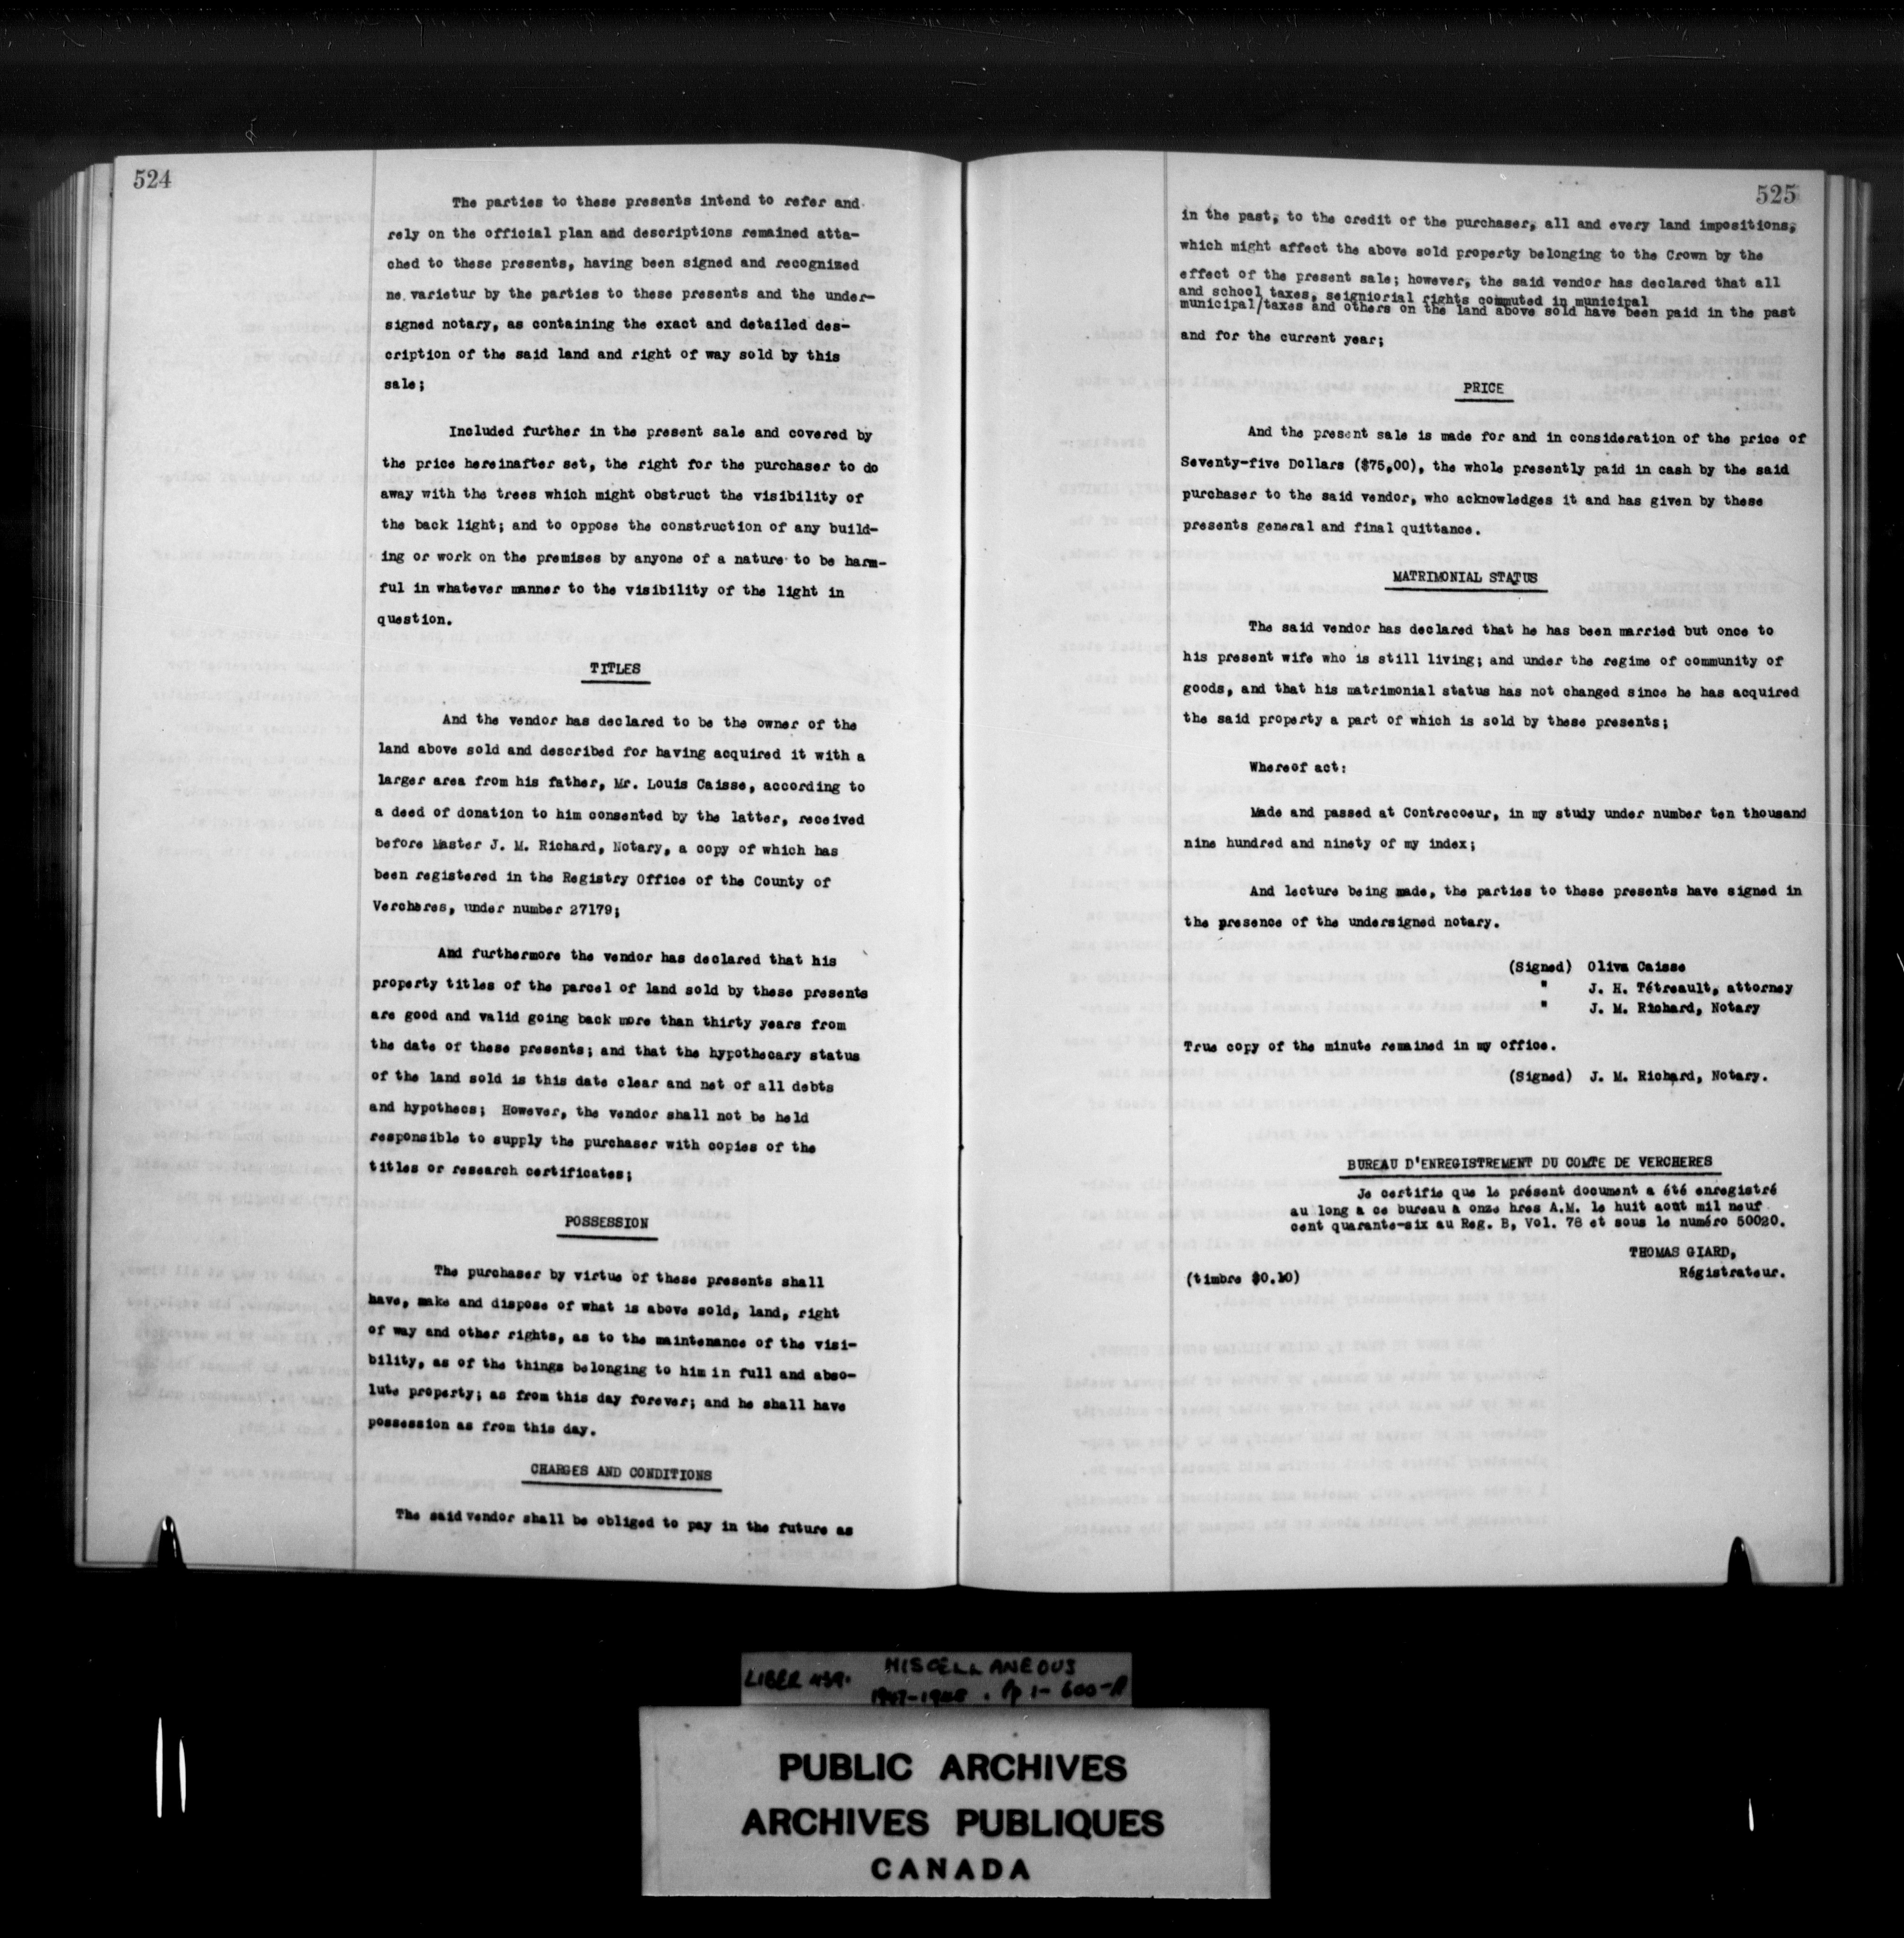 524
The parties to these presents intend to refer and
rely on the official plan and descriptions remained atta-
ched to these presents, having been signed and recognized
ne varietur by the parties to these presents and the under-
signed notary, as containing the exact and detailed des-
cription of the said land and right of way sold by this
sale;
Included further in the present sale and covered by
the price hereinafter set, the right for the purchaser to do
away with the trees which might obstruct the visibility of
the back light; and to oppose the construction of any build-
ing or work on the premises by anyone of a nature to be harm-
ful in whatever manner to the visibility of the light in
question.
TITLES
And the vendor has declared to be the owner of the
land above sold and described for having acquired it with a
larger area from his father, Mr. Louis Caisse, according to
a deed of donation to him consented by the latter, received
before Master J. M. Richard, Notary, a copy of which has
been registered in the Registry Office of the County of
Vercheres, under number 27179;
And furthermore the vendor has declared that his
property titles of the parcel of land sold by these presents
are good and valid going back more than thirty years from
the date of these presents; and that the hypothecary status
of the land sold is this date clear and net of all debts
and hypothecs; However, the vendor shall not be held
responsible to supply the purchaser with copies of the
titles or research certificates;
POSSESSION
The purchaser by virtue of these presents shall
have, make and dispose of what is above sold, land, right
of way and other rights, as to the maintenance of the visi-
bility, as of the things belonging to him in full and abso-
lute property; as from this day forever; and he shall have
possession as from this day.
CHARGES AND CONDITIONS
The said vendor shall be obliged to pay in the future as
525
in the past, to the credit of the purchaser, all and every land impositions,
which might affect the above sold property belonging to the Crown by the
effect of the present sale; however, the said vendor has declared that all
and school taxes, seigniorial rights commuted in municipal
municipal/taxes and others on the land above sold have been paid in the past
and for the current year;
PRICE
And the present sale is made for and in consideration of the price of
Seventy-five Dollars ($75,00), the whole presently paid in cash by the said
purchaser to the said vendor, who acknowledges it and has given by these
presents general and final quittance.
MATRIMONIAL STATUS
The said vendor has declared that he has been married but once to
his present wife who is still living; and under the regime of community of
goods, and that his matrimonial status has not changed since he has acquired
the said property a part of which is sold by these presents;
Whereof act:
Made and passed at Contrecoeur, in my study under number ten thousand
nine hundred and ninety of my index;
And lecture being made, the parties to these presents have signed in
the presence of the undersigned notary.
(Signed) Oliva Caisse
" J. H. Tétreault, attorney
" J. M. Richard, Notary
True copy of the minute remained in my office.
(Signed) J. M. Richard, Notary.
BUREAU D'ENREGISTREMENT DU COMTE DE VERCHERES
Je certifie que le présent document a été enregistré
au long a ce bureau a onze hres A.M. le huit aout mil neuf
cent quarante-six au Reg. B, Vol. 78 et sous le numéro 50020.
THOMAS GIARD,
Régistrateur.
(timbre $0.10)
LIBER 439. MISCELLANEOUS
1947-1948. Pp 1-600-A
PUBLIC ARCHIVES
ARCHIVES PUBLIQUES
CANADA